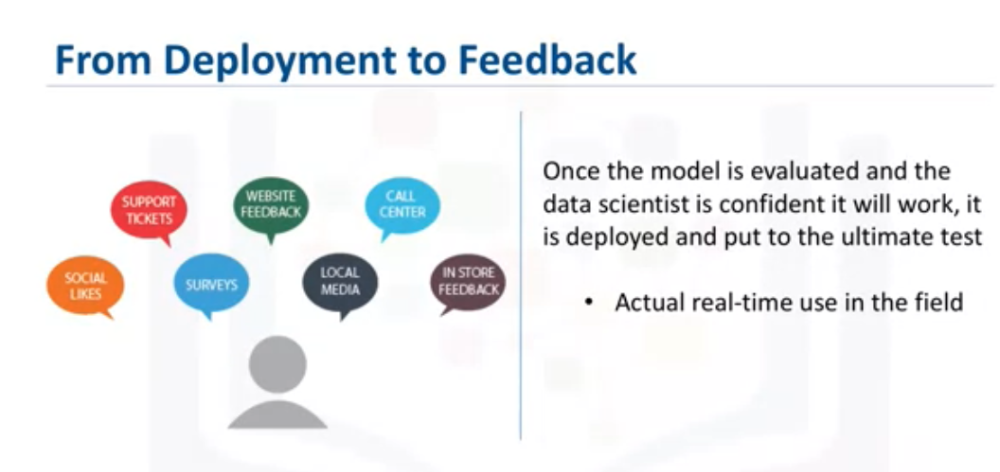 From Deployment to Feedback
SUPPORT
TICKETS
WEBSITE
FEEDBACK
CALL
CENTER
SOCIAL
LIKES
SURVEYS
LOCAL
MEDIA
IN STORE
FEEDBACK
Once the model is evaluated and the
data scientist is confident it will work, it
is deployed and put to the ultimate test
• Actual real-time use in the field